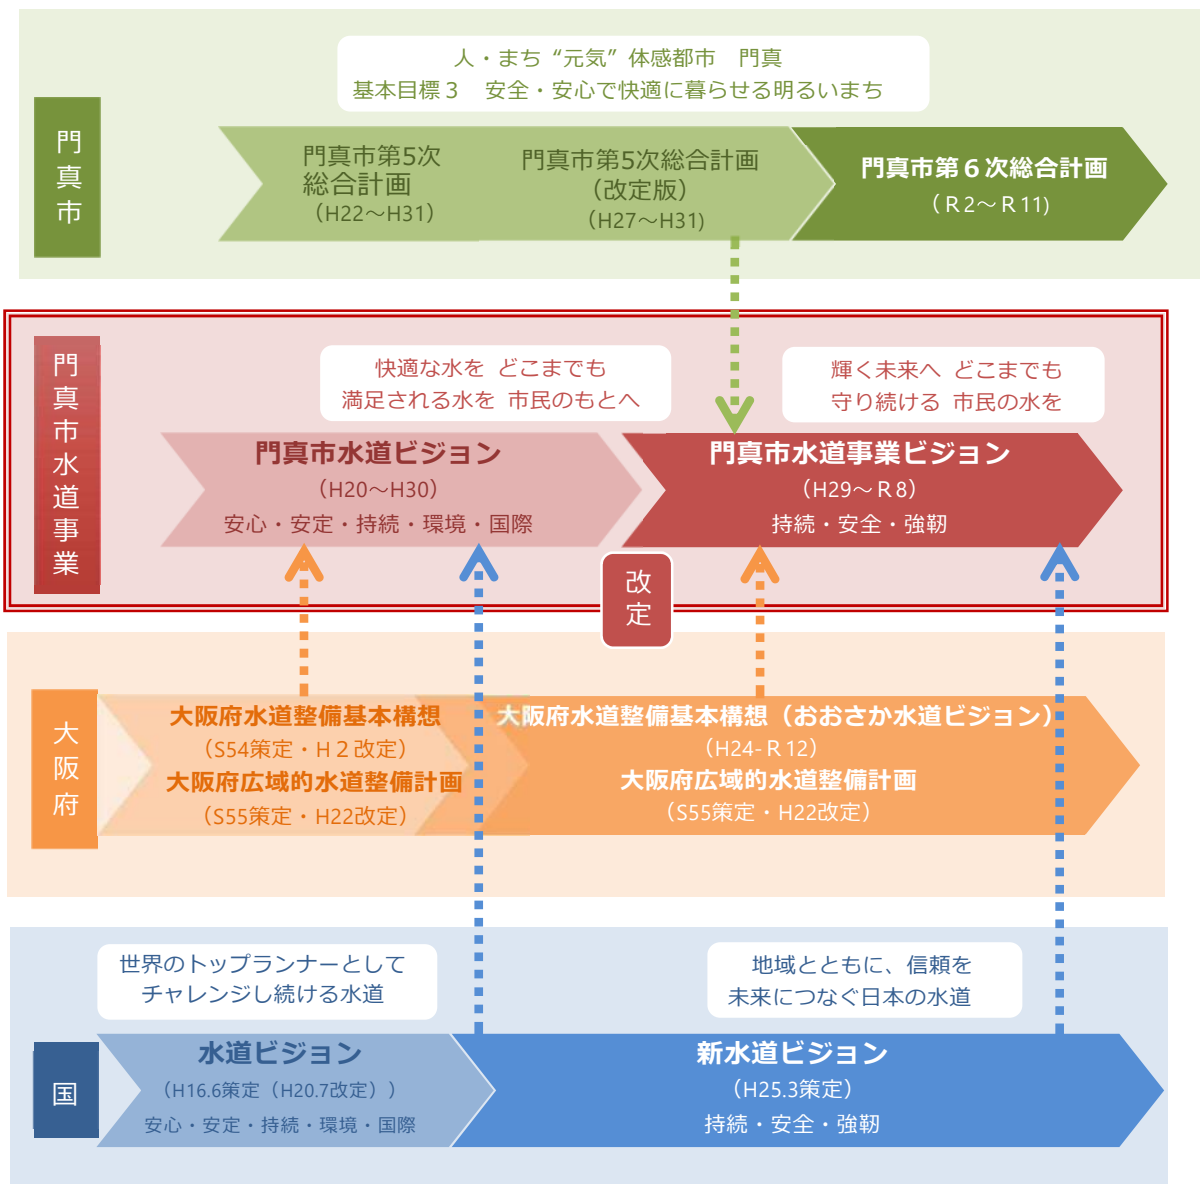 人・まち “元気” 体感都市　門真
基本目標３　安全・安心で快適に暮らせる明るいまち
門真市
門真市第5次
総合計画
（H22～H31）
門真市第5次総合計画
（改定版）
（H27～H31)
門真市第６次総合計画
（Ｒ2～Ｒ11)
門真市水道事業
快適な水を どこまでも
満足される水を 市民のもとへ
輝く未来へ どこまでも
守り続ける 市民の水を
門真市水道ビジョン
（H20～H30）
安心・安定・持続・環境・国際
門真市水道事業ビジョン
（H29～Ｒ8）
持続・安全・強靭
改定
大阪府
大阪府水道整備基本構想
（S54策定・Ｈ２改定）
大阪府広域的水道整備計画
（S55策定・H22改定）
大阪府水道整備基本構想（おおさか水道ビジョン）
（H24-Ｒ12）
大阪府広域的水道整備計画
（S55策定・H22改定）
世界のトップランナーとして
チャレンジし続ける水道
地域とともに、信頼を
未来につなぐ日本の水道
国
水道ビジョン
（H16.6策定（H20.7改定））
安心・安定・持続・環境・国際
新水道ビジョン
（H25.3策定）
持続・安全・強靭